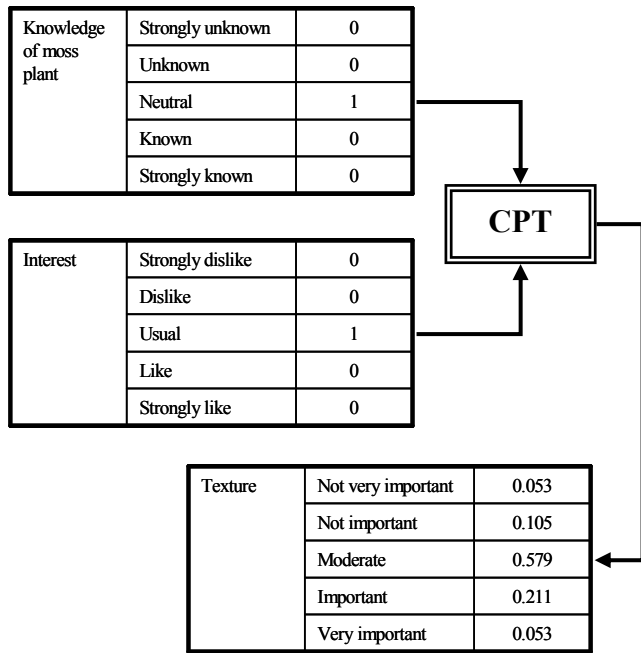 Knowledge of moss plant Strongly unknown 0
Unknown 0
Neutral 1
Known 0
Strongly known 0
CPT
Interest Strongly dislike 0
Dislike 0
Usual 1
Like 0
Strongly like 0
Texture Not very important 0.053
Not important 0.105
Moderate 0.579
Important 0.211
Very important 0.053